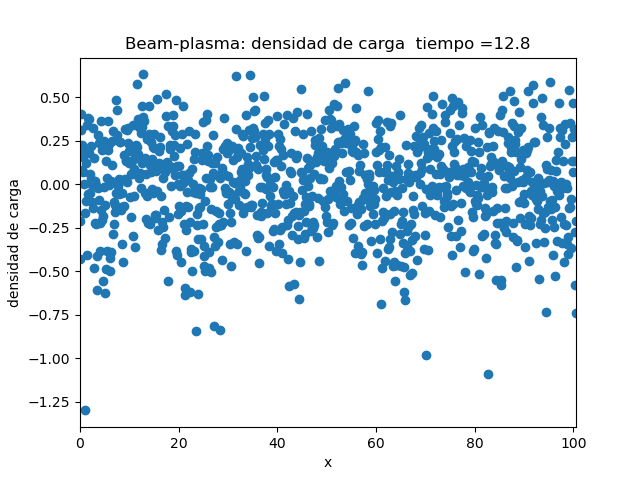 Beam-plasma: densidad de carga  tiempo =12.8
densidad de carga
0.50
0.25
0.00
−0.25
−0.50
−0.75
−1.00
−1.25
0 20 40 60 80 100
x